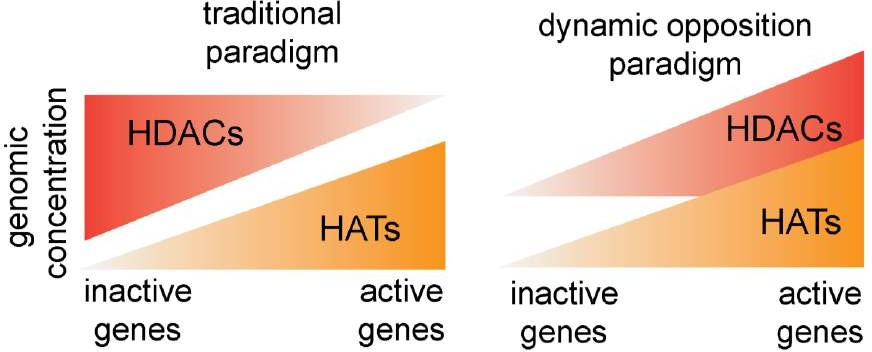 traditional
paradigm
genomic
concentration
HDACs
HATs
inactive
genes
active
genes
dynamic opposition
paradigm
HDACs
HATs
inactive
genes
active
genes